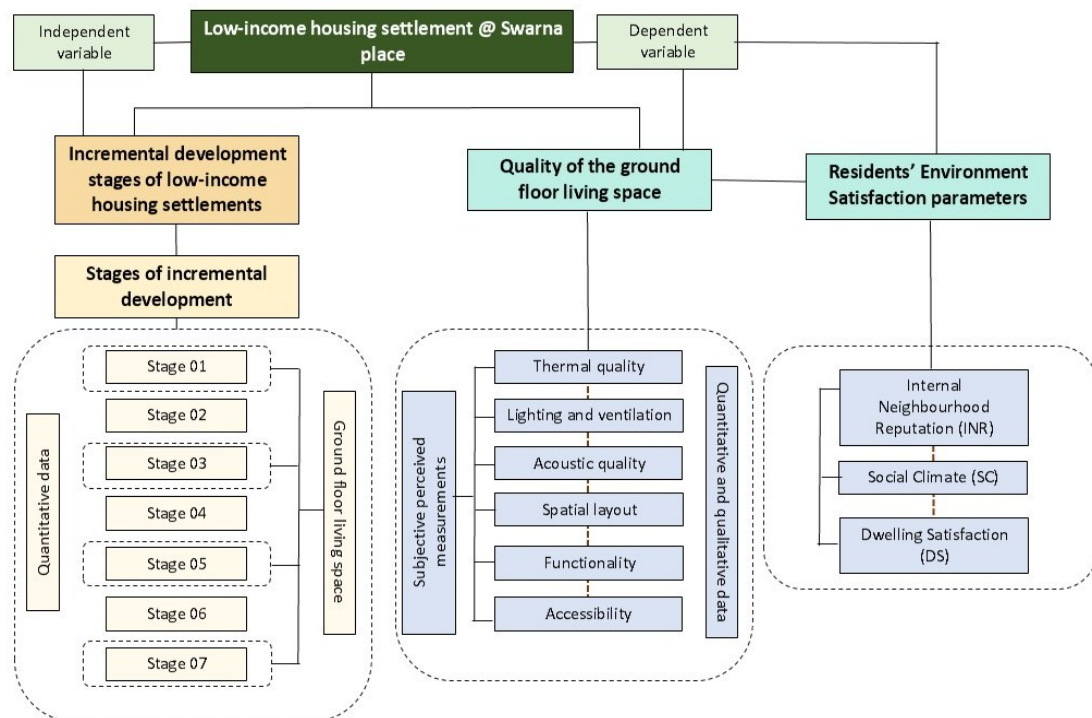 Independent
variable
Low-income housing settlement @ Swarna
place
Dependent
variable
Incremental development
stages of low-income
housing settlements
Quality of the ground
floor living space
Residents’ Environment
Satisfaction parameters
Stages of incremental
development
Quantitative data
Stage 01
Stage 02
Stage 03
Stage 04
Stage 05
Stage 06
Stage 07
Ground floor living space
Subjective perceived
measurements
Thermal quality
Lighting and ventilation
Acoustic quality
Spatial layout
Functionality
Accessibility
Quantitative and qualitative data
Internal
Neighbourhood
Reputation (INR)
Social Climate (SC)
Dwelling Satisfaction
(DS)